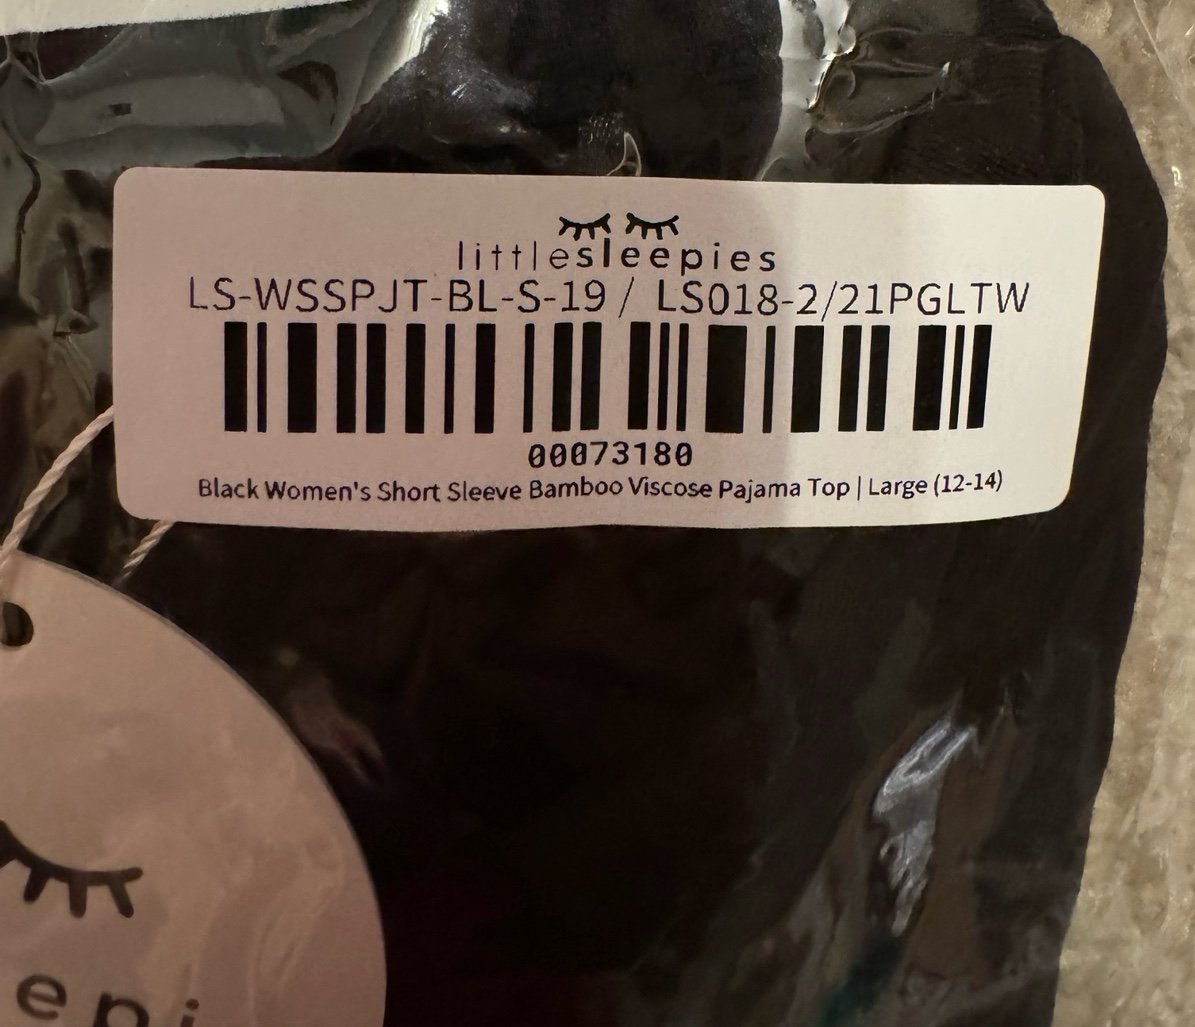 littlesleepies
LS-WSSPJT-BL-S-19 / LS018-2/21PGLTW
00073180
Black Women's Short Sleeve Bamboo Viscose Pajama Top | Large (12-14)
epi